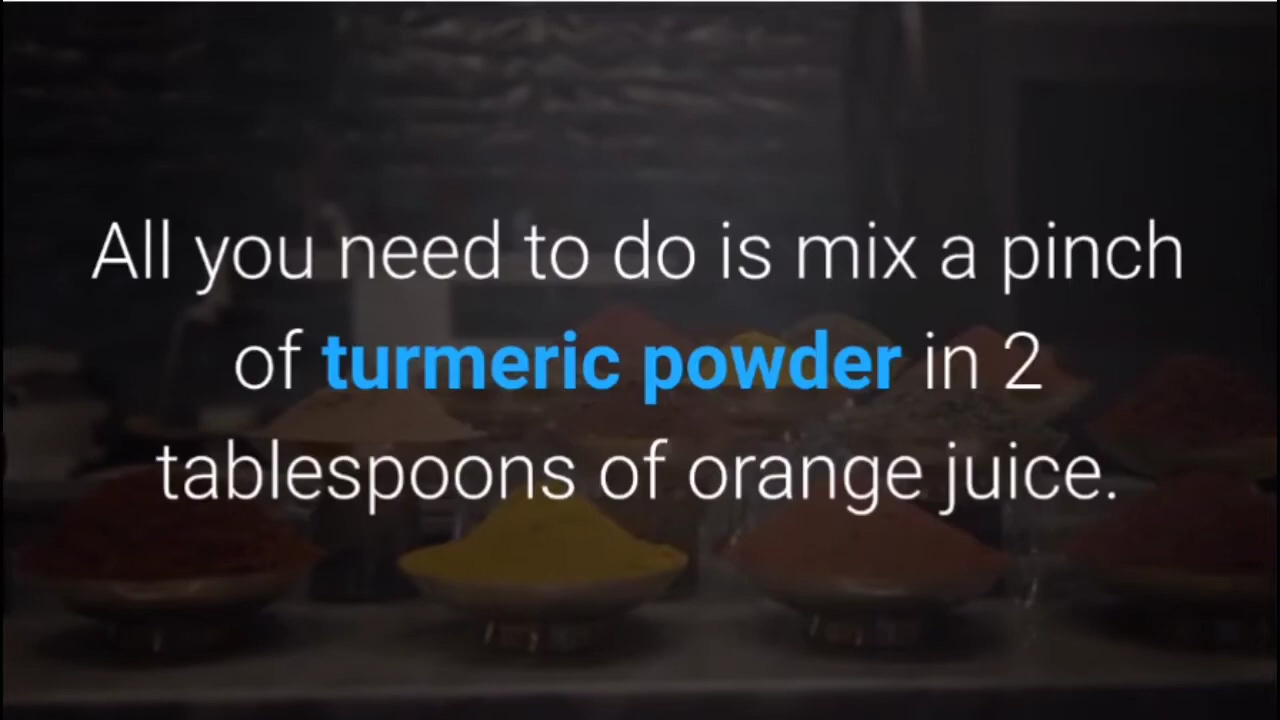 All you need to do is mix a pinch
of turmeric powder in 2
tablespoons of orange juice.